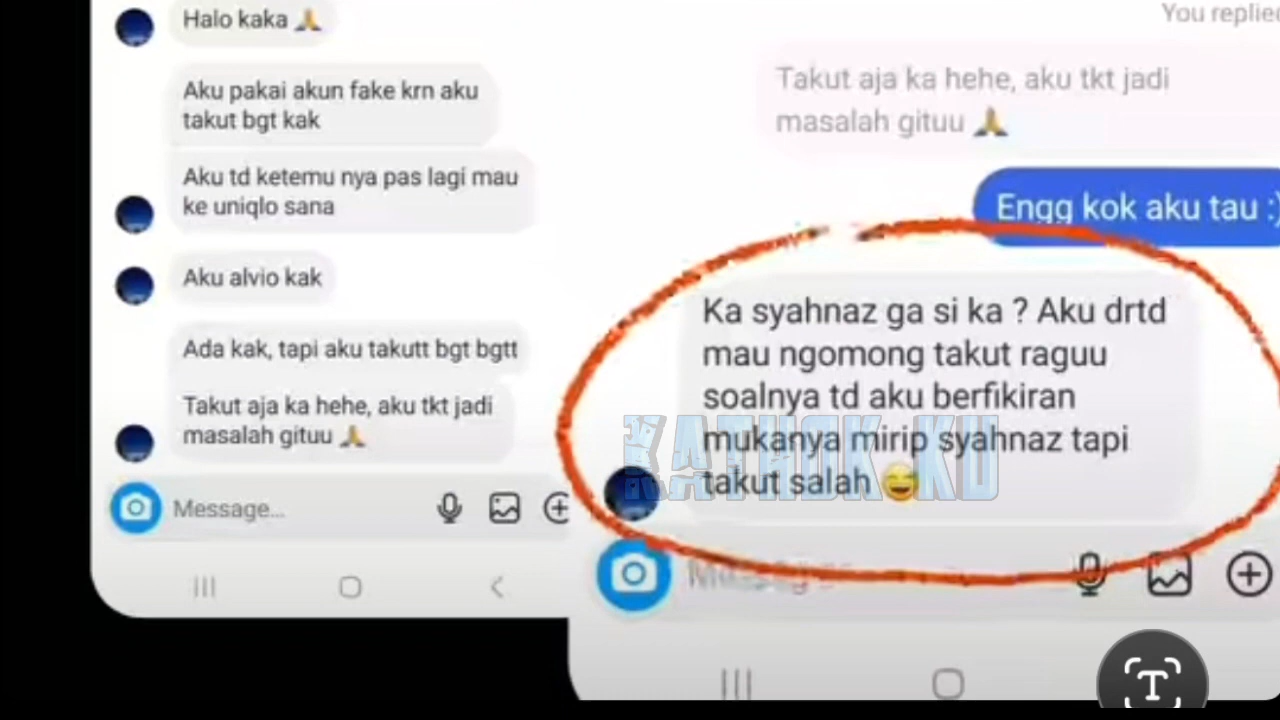 Halo kaka 🙏
Aku pakai akun fake krn aku
takut bgt kak
Aku td ketemu nya pas lagi mau
ke uniqlo sana
Aku alvio kak
Ada kak, tapi aku takutt bgt bgtt
Takut aja ka hehe, aku tkt jadi
masalah gituu 🙏
Message...
You replied
Takut aja ka hehe, aku tkt jadi
masalah gituu 🙏
Engg kok aku tau :)
Ka syahnaz ga si ka ? Aku drtd
mau ngomong takut raguu
soalnya td aku berfikiran
mukanya mirip syahnaz tapi
takut salah 😅
KATHOK KU
T